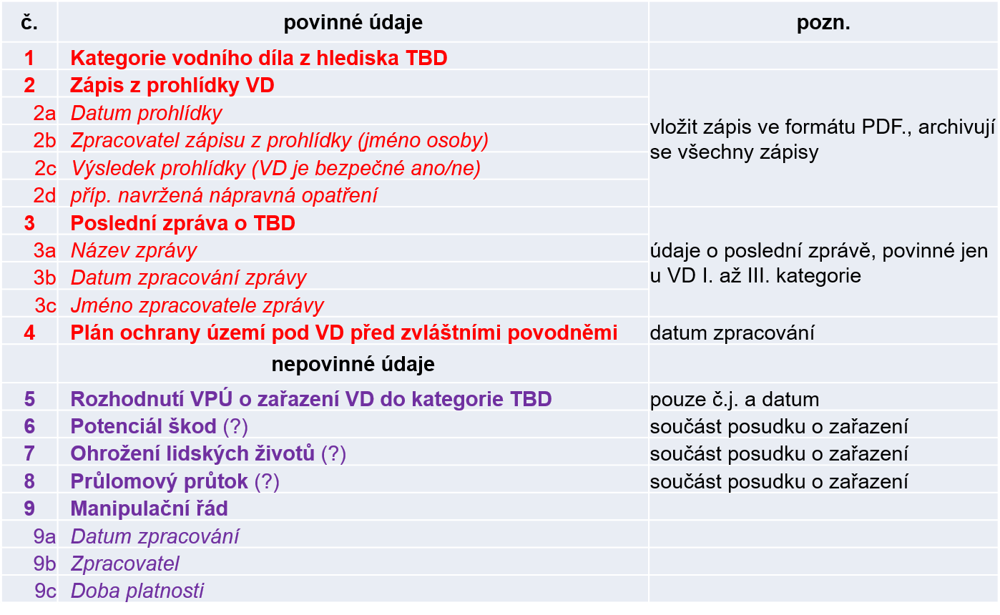 č. povinné údaje pozn.
1 Kategorie vodního díla z hlediska TBD
2 Zápis z prohlídky VD
2a Datum prohlídky
2b Zpracovatel zápisu z prohlídky (jméno osoby)
2c Výsledek prohlídky (VD je bezpečné ano/ne)
2d příp. navržená nápravná opatření
vložit zápis ve formátu PDF., archivují
se všechny zápisy
3 Poslední zpráva o TBD
3a Název zprávy
3b Datum zpracování zprávy
3c Jméno zpracovatele zprávy
údaje o poslední zprávě, povinné jen
u VD I. až III. kategorie
4 Plán ochrany území pod VD před zvláštními povodněmi datum zpracování
nepovinné údaje
5 Rozhodnutí VPÚ o zařazení VD do kategorie TBD pouze č.j. a datum
6 Potenciál škod (?) součást posudku o zařazení
7 Ohrožení lidských životů (?) součást posudku o zařazení
8 Průlomový průtok (?) součást posudku o zařazení
9 Manipulační řád
9a Datum zpracování
9b Zpracovatel
9c Doba platnosti